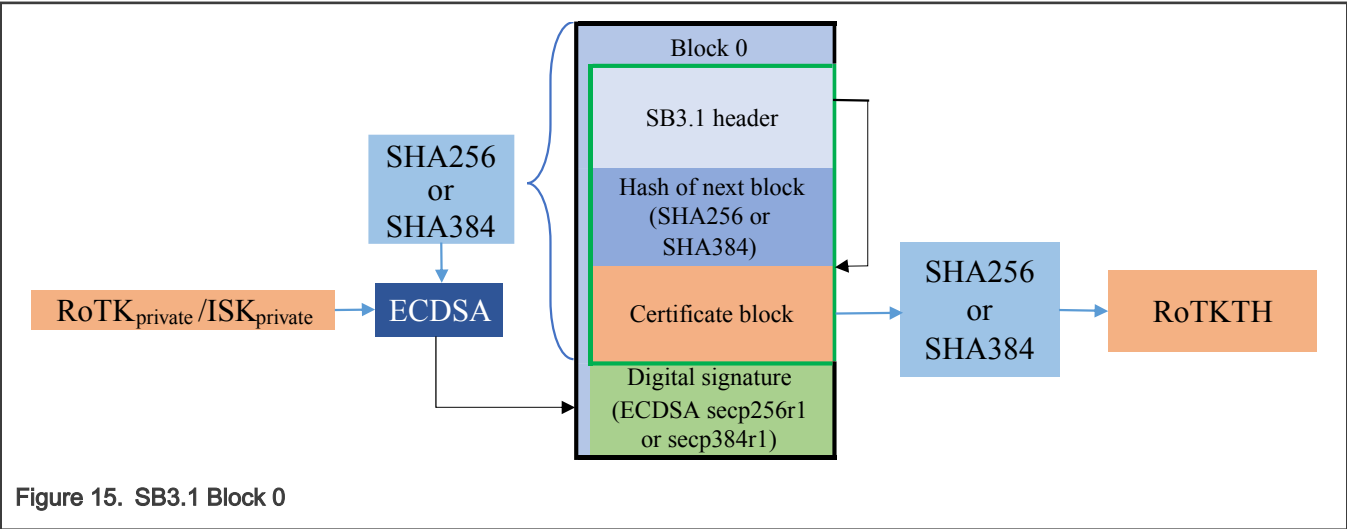 Block 0
SB3.1 header
SHA256
or
SHA384
Hash of next block
(SHA256 or
SHA384)
RoTKprivate /ISKprivate
ECDSA
Certificate block
SHA256
or
SHA384
RoTKTH
Digital signature
(ECDSA secp256r1
or secp384r1)
Figure 15. SB3.1 Block 0